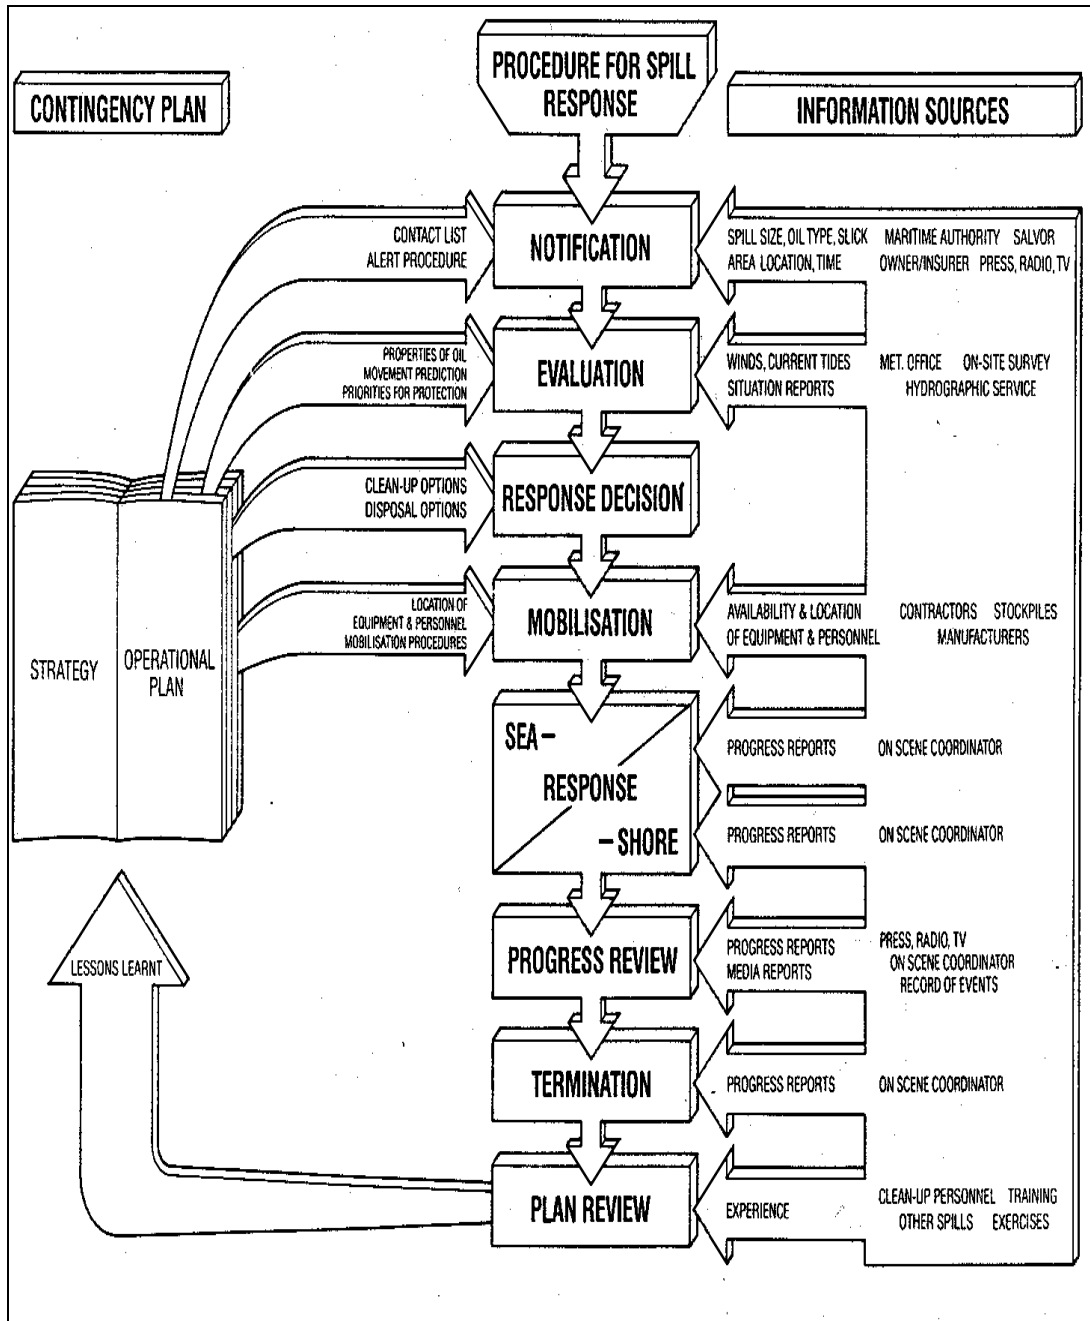 PROCEDURE FOR SPILL
RESPONSE
CONTINGENCY PLAN
INFORMATION SOURCES
CONTACT LIST
ALERT PROCEDURE
NOTIFICATION
SPILL SIZE, OIL TYPE, SLICK MARITIME AUTHORITY SALVOR
AREA LOCATION, TIME OWNER/INSURER PRESS, RADIO, TV
PROPERTIES OF OIL
MOVEMENT PREDICTION
PRIORITIES FOR PROTECTION
EVALUATION
WINDS, CURRENT TIDES MET. OFFICE ON-SITE SURVEY
SITUATION REPORTS HYDROGRAPHIC SERVICE
CLEAN-UP OPTIONS
DISPOSAL OPTIONS
RESPONSE DECISION
LOCATION OF
EQUIPMENT & PERSONNEL
MOBILISATION PROCEDURES
MOBILISATION
AVAILABILITY & LOCATION CONTRACTORS STOCKPILES
OF EQUIPMENT & PERSONNEL MANUFACTURERS
STRATEGY
OPERATIONAL
PLAN
SEA –
RESPONSE
– SHORE
PROGRESS REPORTS ON SCENE COORDINATOR
PROGRESS REPORTS ON SCENE COORDINATOR
PROGRESS REVIEW
PROGRESS REPORTS PRESS, RADIO, TV
MEDIA REPORTS ON SCENE COORDINATOR
RECORD OF EVENTS
LESSONS LEARNT
TERMINATION
PROGRESS REPORTS ON SCENE COORDINATOR
PLAN REVIEW
EXPERIENCE CLEAN-UP PERSONNEL TRAINING
OTHER SPILLS EXERCISES